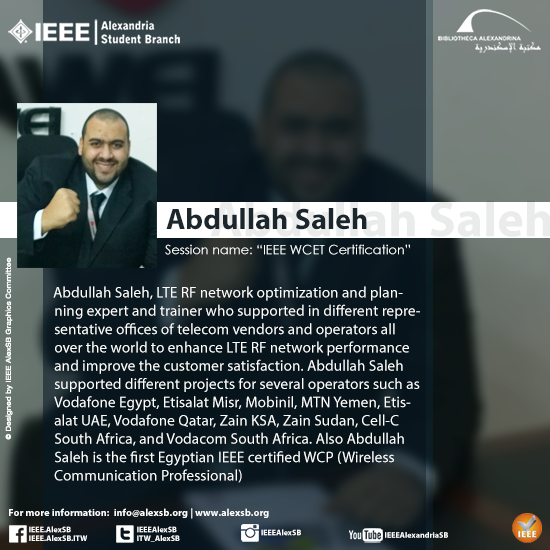 IEEE Alexandria
Student Branch
BIBLIOTHECA ALEXANDRINA
مكتبة الإسكندرية
Abdullah Saleh
Abdullah Saleh
Session name: “IEEE WCET Certification”
Abdullah Saleh, LTE RF network optimization and plan-
ning expert and trainer who supported in different repre-
sentative offices of telecom vendors and operators all
over the world to enhance LTE RF network performance
and improve the customer satisfaction. Abdullah Saleh
supported different projects for several operators such as
Vodafone Egypt, Etisalat Misr, Mobinil, MTN Yemen, Etis-
alat UAE, Vodafone Qatar, Zain KSA, Zain Sudan, Cell-C
South Africa, and Vodacom South Africa. Also Abdullah
Saleh is the first Egyptian IEEE certified WCP (Wireless
Communication Professional)
© Designed by IEEE AlexSB Graphics Committee
For more information: info@alexsb.org | www.alexsb.org
IEEE.AlexSB
IEEE.AlexSB.ITW
IEEEAlexSB
ITW_AlexSB
IEEEAlexSB
YouTube IEEEAlexandriaSB
IEEE